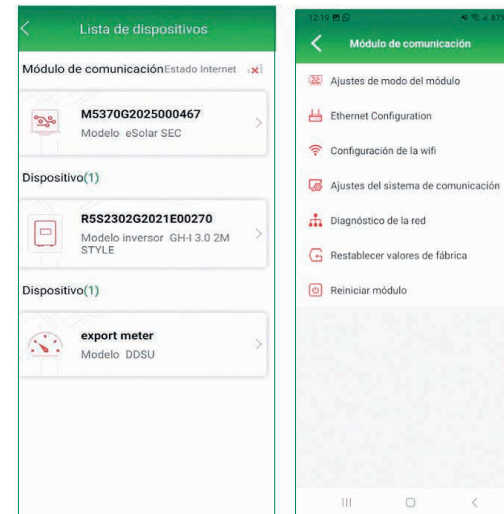 Lista de dispositivos
Módulo de comunicación Estado Internet
M5370G2025000467
Modelo eSolar SEC
Dispositivo(1)
R5S2302G2021E00270
Modelo inversor GH-I 3.0 2M
STYLE
Dispositivo(1)
export meter
Modelo DDSU
12:19
87%
Módulo de comunicación
Ajustes de modo del módulo
Ethernet Configuration
Configuración de la wifi
Ajustes del sistema de comunicación
Diagnóstico de la red
Restablecer valores de fábrica
Reiniciar módulo